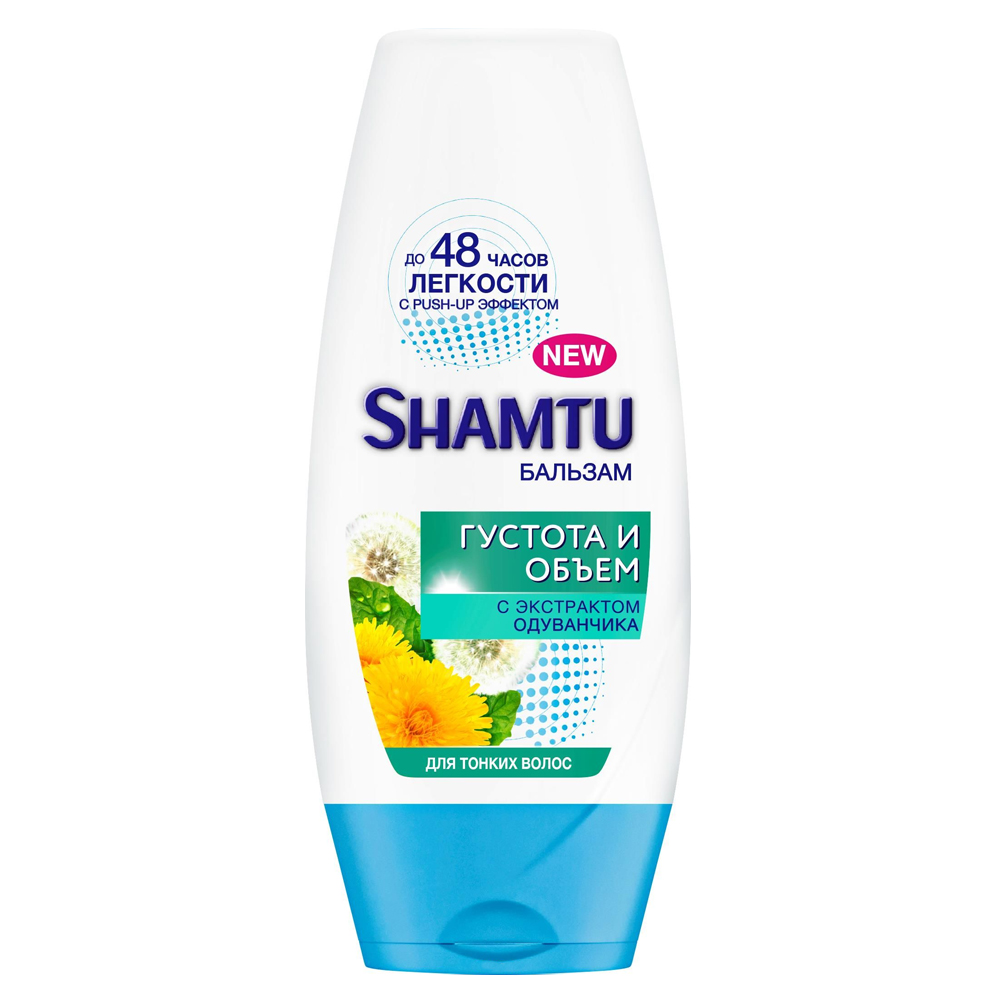 ДО 48 ЧАСОВ
ЛЕГКОСТИ
С PUSH-UP ЭФФЕКТОМ
NEW
SHAMTU
БАЛЬЗАМ
ГУСТОТА И
ОБЪЕМ
С ЭКСТРАКТОМ
ОДУВАНЧИКА
ДЛЯ ТОНКИХ ВОЛОС